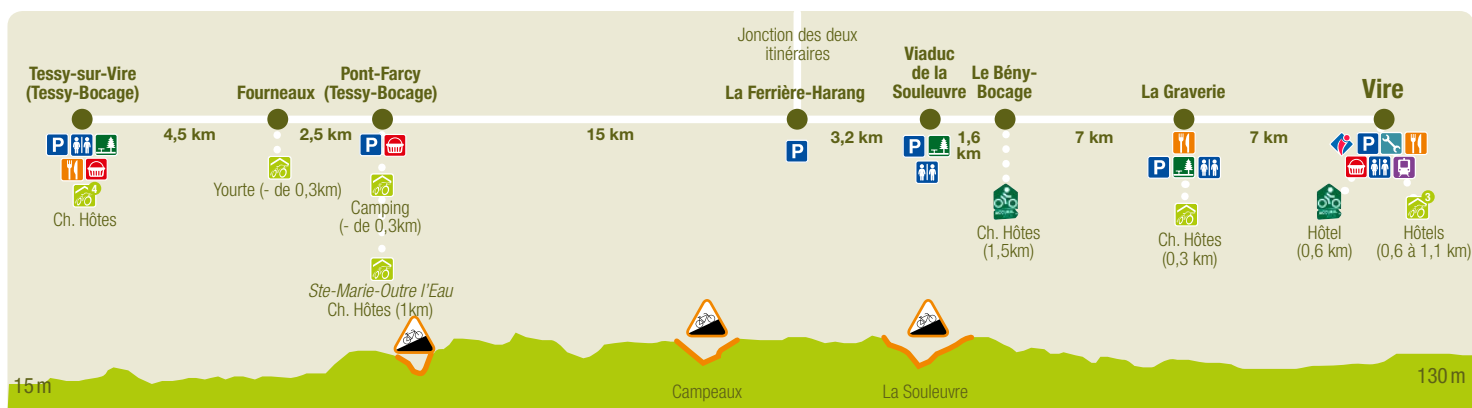 Jonction des deux
itinéraires
Tessy-sur-Vire
(Tessy-Bocage)
Fourneaux
Pont-Farcy
(Tessy-Bocage)
La Ferrière-Harang
Viaduc
de la
Souleuvre
Le Bény-
Bocage
La Graverie
Vire
4,5 km
2,5 km
15 km
3,2 km
1,6
km
7 km
7 km
P
P
P
P
P
P
4
Ch. Hôtes
Yourte (- de 0,3km)
Camping
(- de 0,3km)
Ste-Marie-Outre l'Eau
Ch. Hôtes (1km)
Ch. Hôtes
(1,5km)
Ch. Hôtes
(0,3 km)
Hôtel
(0,6 km)
3
Hôtels
(0,6 à 1,1 km)
15 m
Campeaux
La Souleuvre
130 m